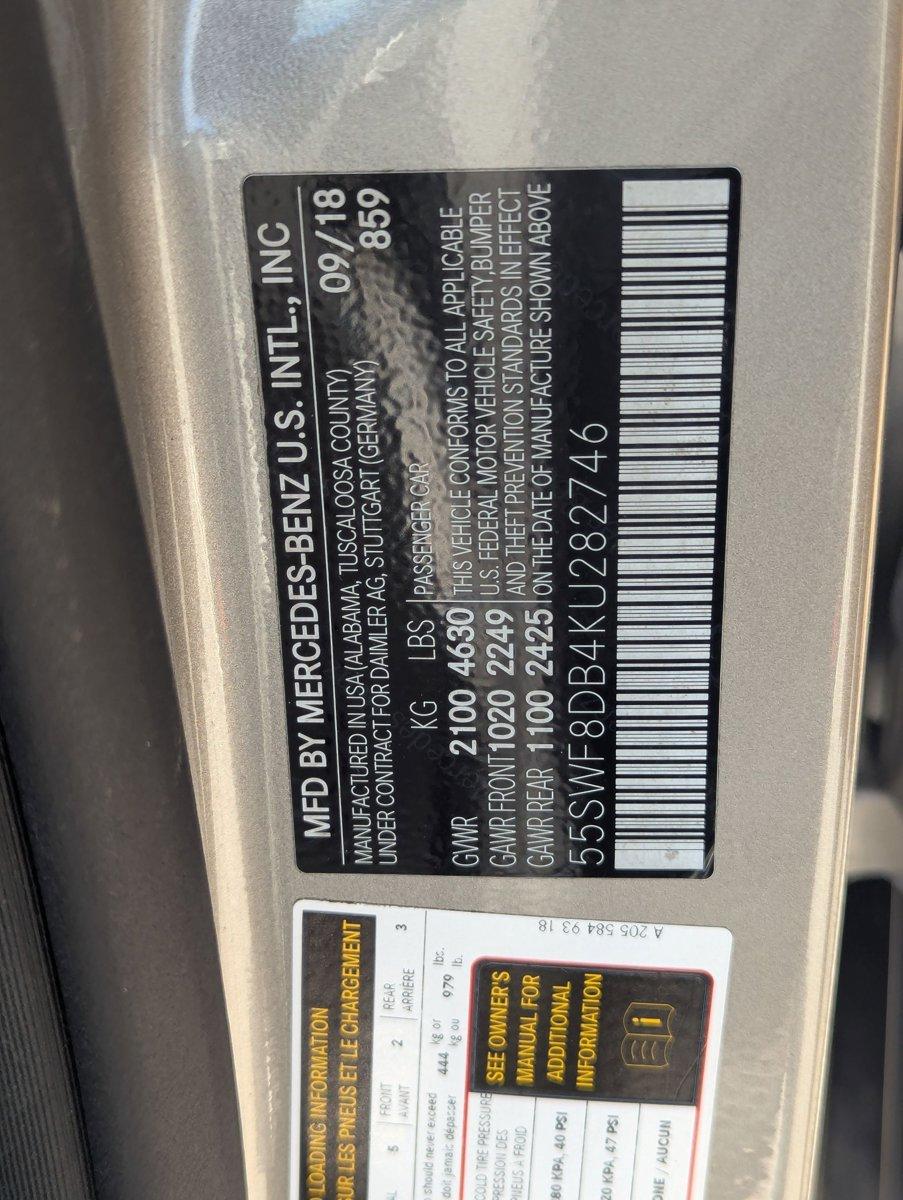 MFD BY MERCEDES-BENZ U.S. INTL., INC
MANUFACTURED IN USA (ALABAMA, TUSCALOOSA COUNTY) 09/18
UNDER CONTRACT FOR DAIMLER AG, STUTTGART (GERMANY) 859
KG LBS PASSENGER CAR
GVWR 2100 4630 THIS VEHICLE CONFORMS TO ALL APPLICABLE
GAWR FRONT 1020 2249 U.S. FEDERAL MOTOR VEHICLE SAFETY,BUMPER
GAWR REAR 1100 2425 AND THEFT PREVENTION STANDARDS IN EFFECT
ON THE DATE OF MANUFACTURE SHOWN ABOVE
55SWF8DB4KU282746
LOADING INFORMATION
SUR LES PNEUS ET LE CHARGEMENT
5 FRONT AVANT 2 REAR ARRIÈRE 3
should never exceed 444 kg or 979 lbs.
doit jamais dépasser kg ou lb.
COLD TIRE PRESSURE
PRESSION DES
PNEUS À FROID
80 KPA, 40 PSI
20 KPA, 47 PSI
/ AUCUN
SEE OWNER'S
MANUAL FOR
ADDITIONAL
INFORMATION
A 205 584 93 18